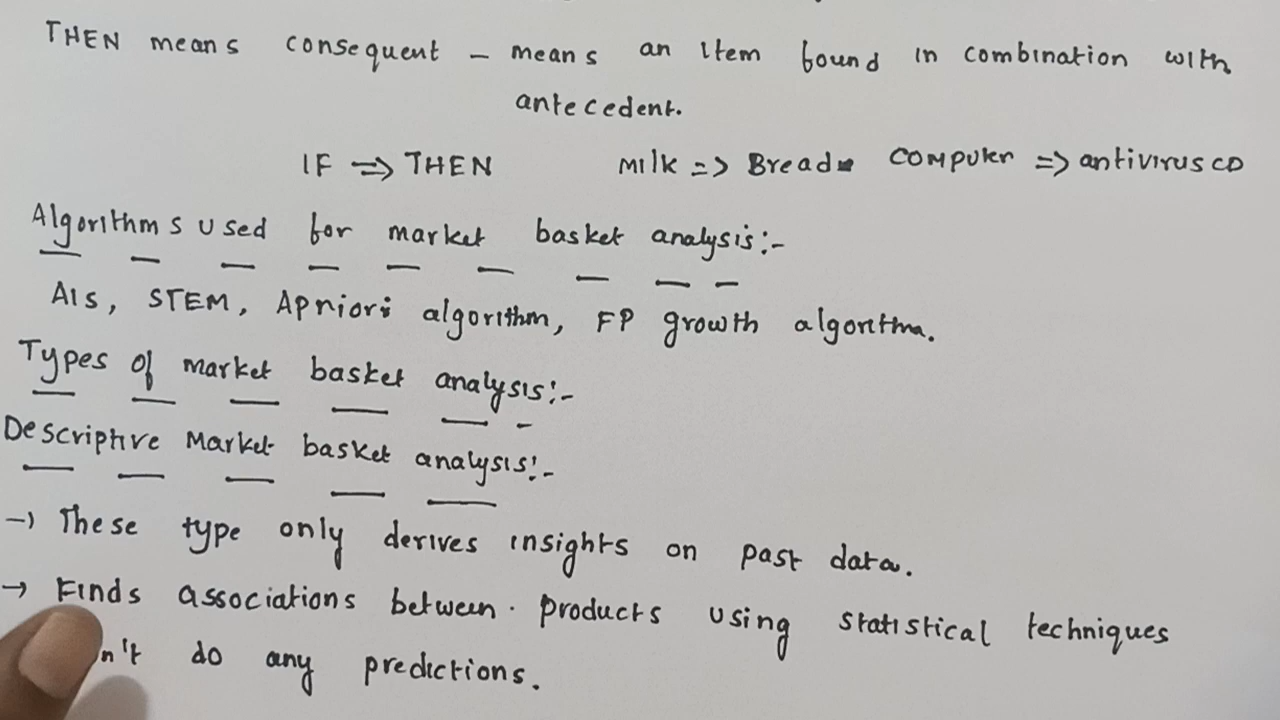 THEN means consequent – means an item found in combination with
antecedent.
IF => THEN Milk => Bread computer => antivirus CD
Algorithms used for market basket analysis:-
AIS, STEM, Apriori algorithm, FP growth algorithm.
Types of market basket analysis:-
Descriptive Market basket analysis:-
→ These type only derives insights on past data.
→ Finds associations between products using statistical techniques
n't do any predictions.